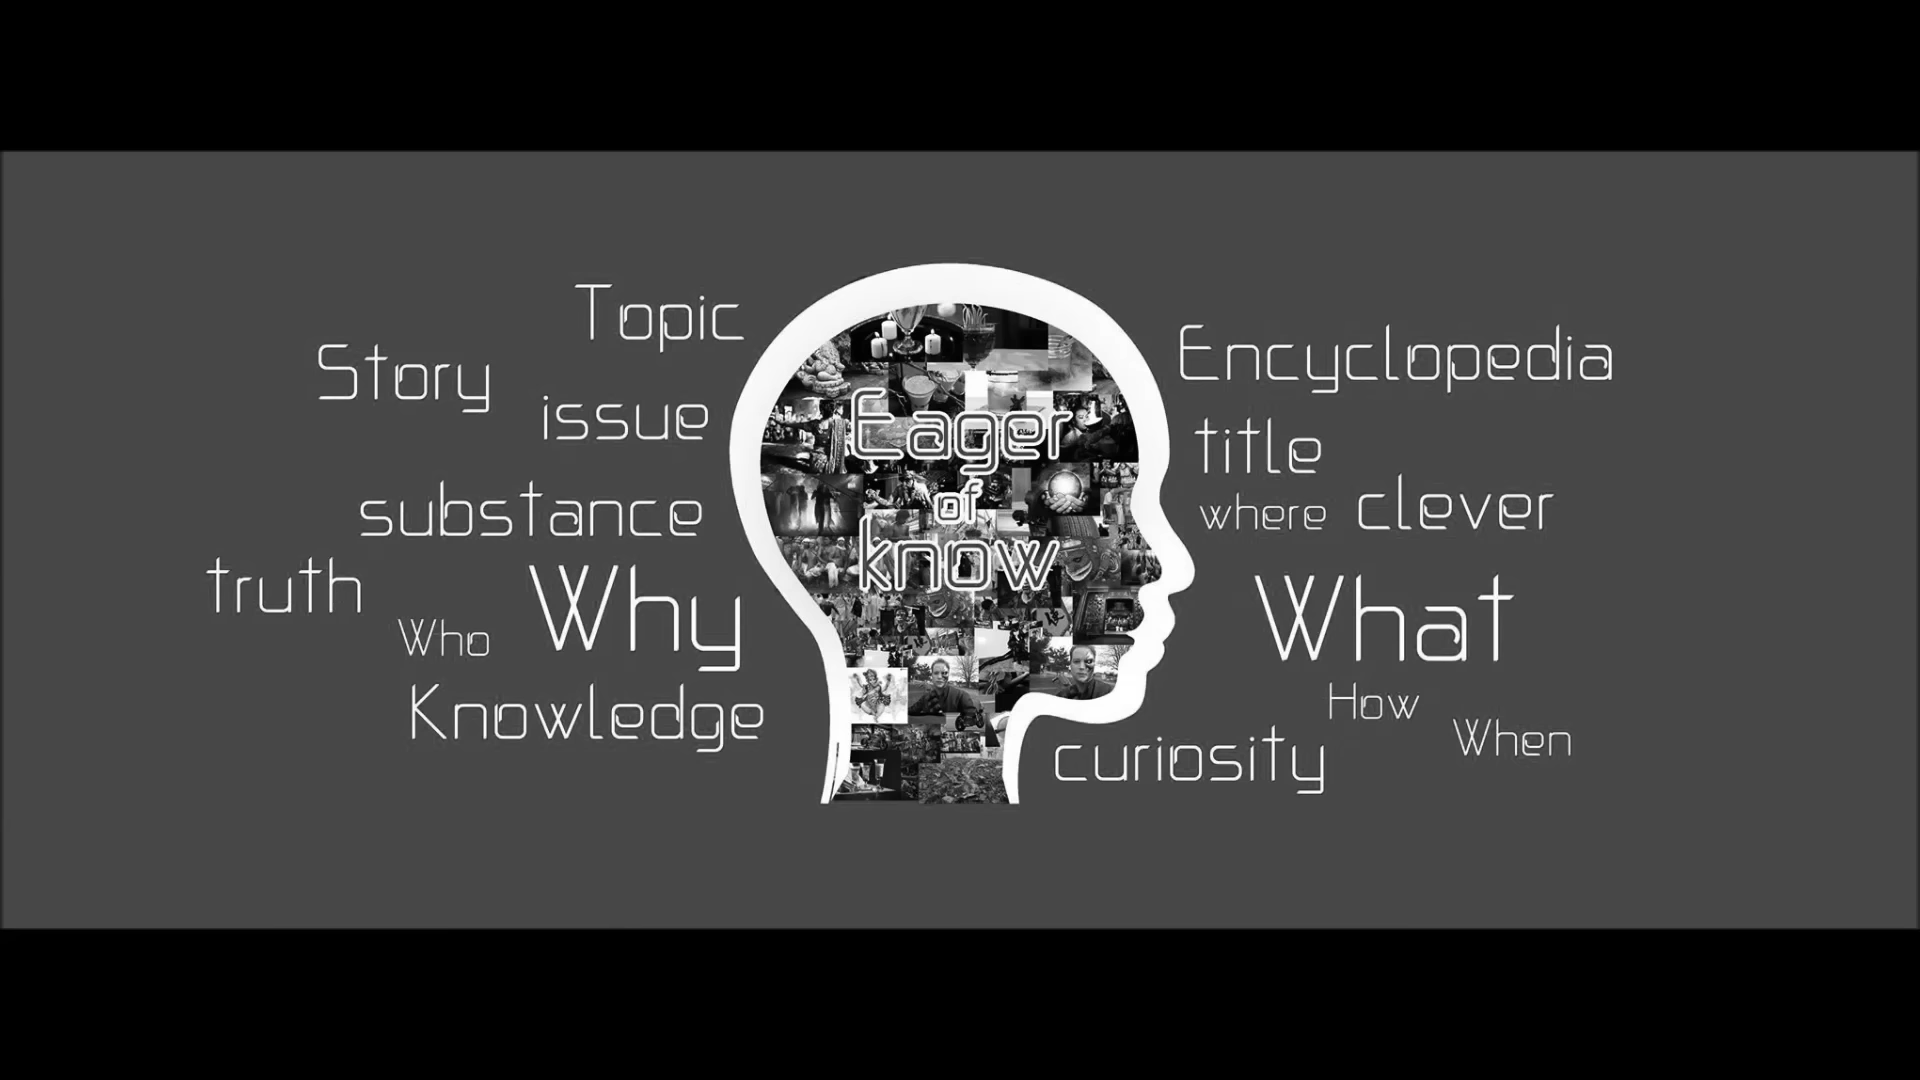 Topic
Story
issue
substance
truth
Who
Why
Knowledge
Eager
of
know
Encyclopedia
title
where
clever
What
How
When
curiosity